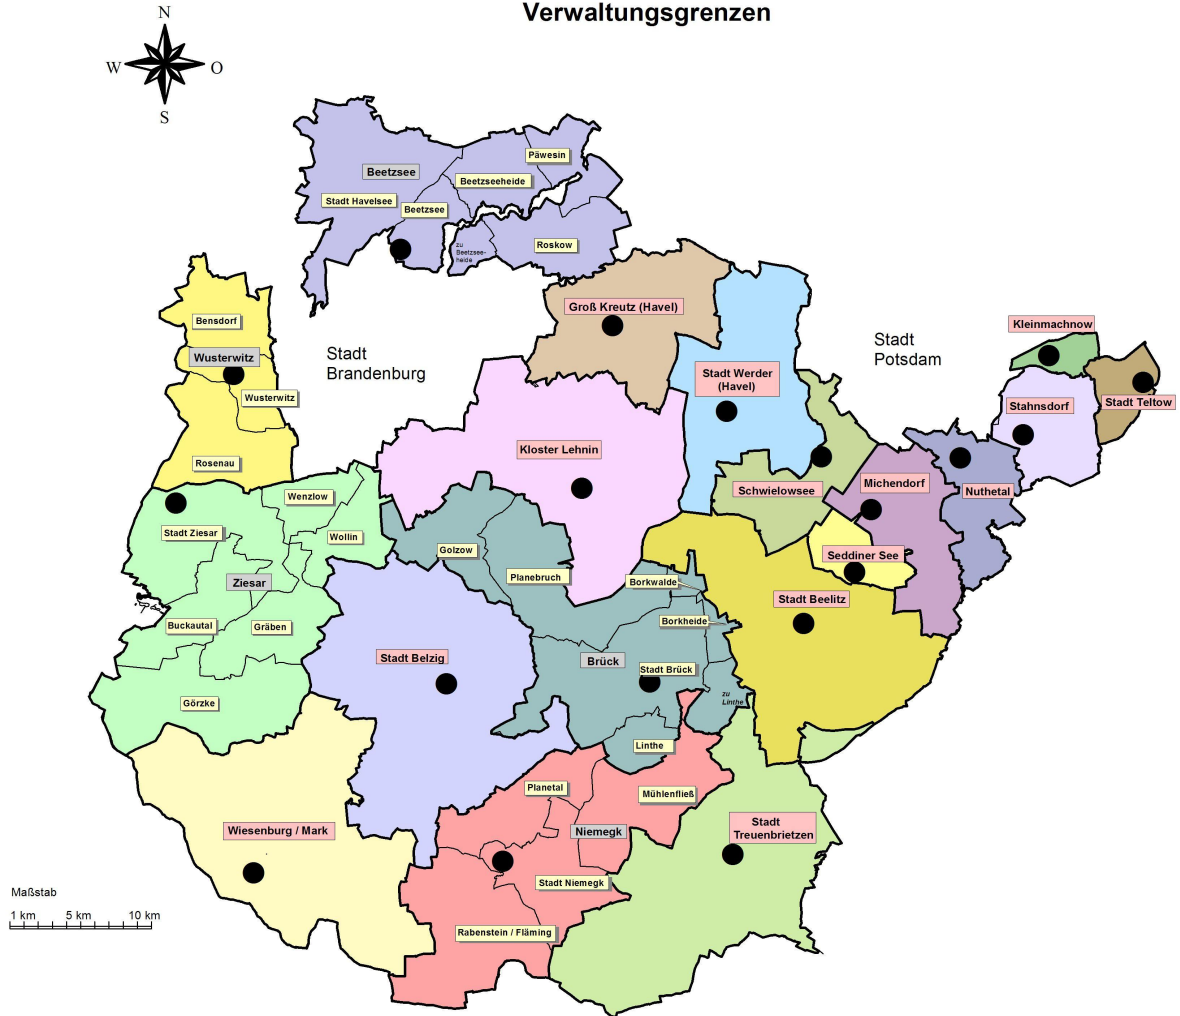 Verwaltungsgrenzen
N
W
O
S
Päwesin
Beetzsee
Beetzseeheide
Stadt Havelsee
Beetzsee
zu
Beetzsee-
heide
Roskow
Bensdorf
Wusterwitz
Wusterwitz
Rosenau
Stadt
Brandenburg
Groß Kreutz (Havel)
Stadt
Potsdam
Kleinmachnow
Stadt Werder
(Havel)
Stahnsdorf
Stadt Teltow
Kloster Lehnin
Schwielowsee
Michendorf
Nuthetal
Wenzlow
Stadt Ziesar
Wollin
Golzow
Planebruch
Seddiner See
Ziesar
Borkwalde
Stadt Beelitz
Buckautal
Gräben
Borkheide
Stadt Belzig
Brück
Stadt Brück
zu
Linthe
Görzke
Linthe
Planetal
Mühlenfließ
Wiesenburg / Mark
Niemegk
Stadt
Treuenbrietzen
Stadt Niemegk
Rabenstein / Fläming
Maßstab
1 km 5 km 10 km